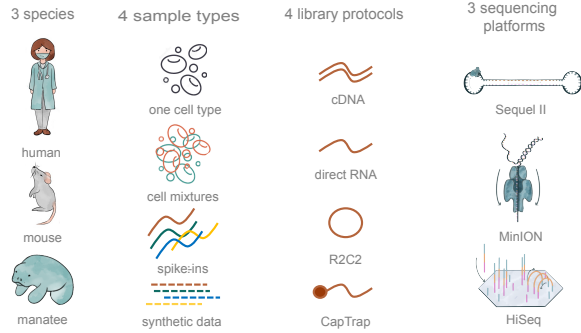 3 species
human
mouse
manatee
4 sample types
one cell type
cell mixtures
spike-ins
synthetic data
4 library protocols
cDNA
direct RNA
R2C2
CapTrap
3 sequencing
platforms
Sequel II
MinION
HiSeq